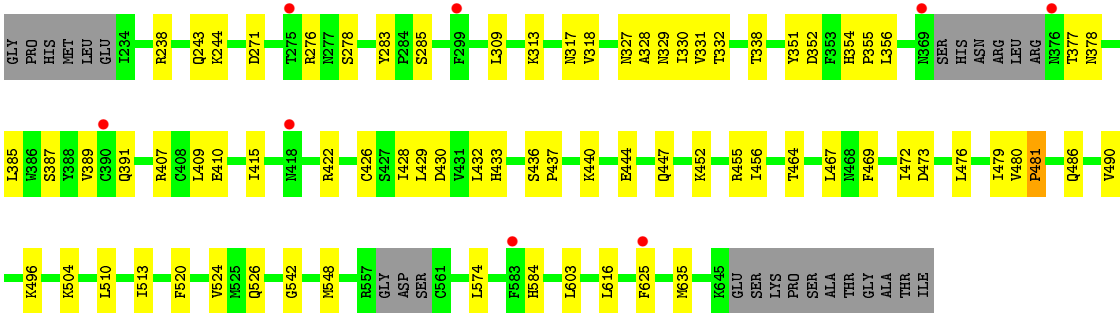 GLY PRO HIS MET LEU GLU I234 R238 Q243 K244 D271 T275 R276 N277 S278 Y283 P284 S285 F299 L309 K313 N317 V318 N327 A328 N329 I330 V331 T332 T338 Y351 D352 F353 H354 P355 L356 N369 SER HIS ASN ARG LEU ARG N376 T377 N378
L385 W386 S387 Y388 V389 C390 Q391 R407 C408 L409 E410 I415 N418 R422 C426 S427 I428 L429 D430 V431 L432 H433 S436 P437 K440 E444 Q447 K452 R455 I456 T464 L467 N468 F469 I472 D473 L476 I479 V480 P481 Q486 V490
K496 K504 L510 I513 F520 V524 M525 Q526 G542 M548 R557 GLY ASP SER C561 L574 F583 H584 L603 L616 F625 M635 K645 GLU SER LYS PRO SER ALA THR GLY ALA THR ILE